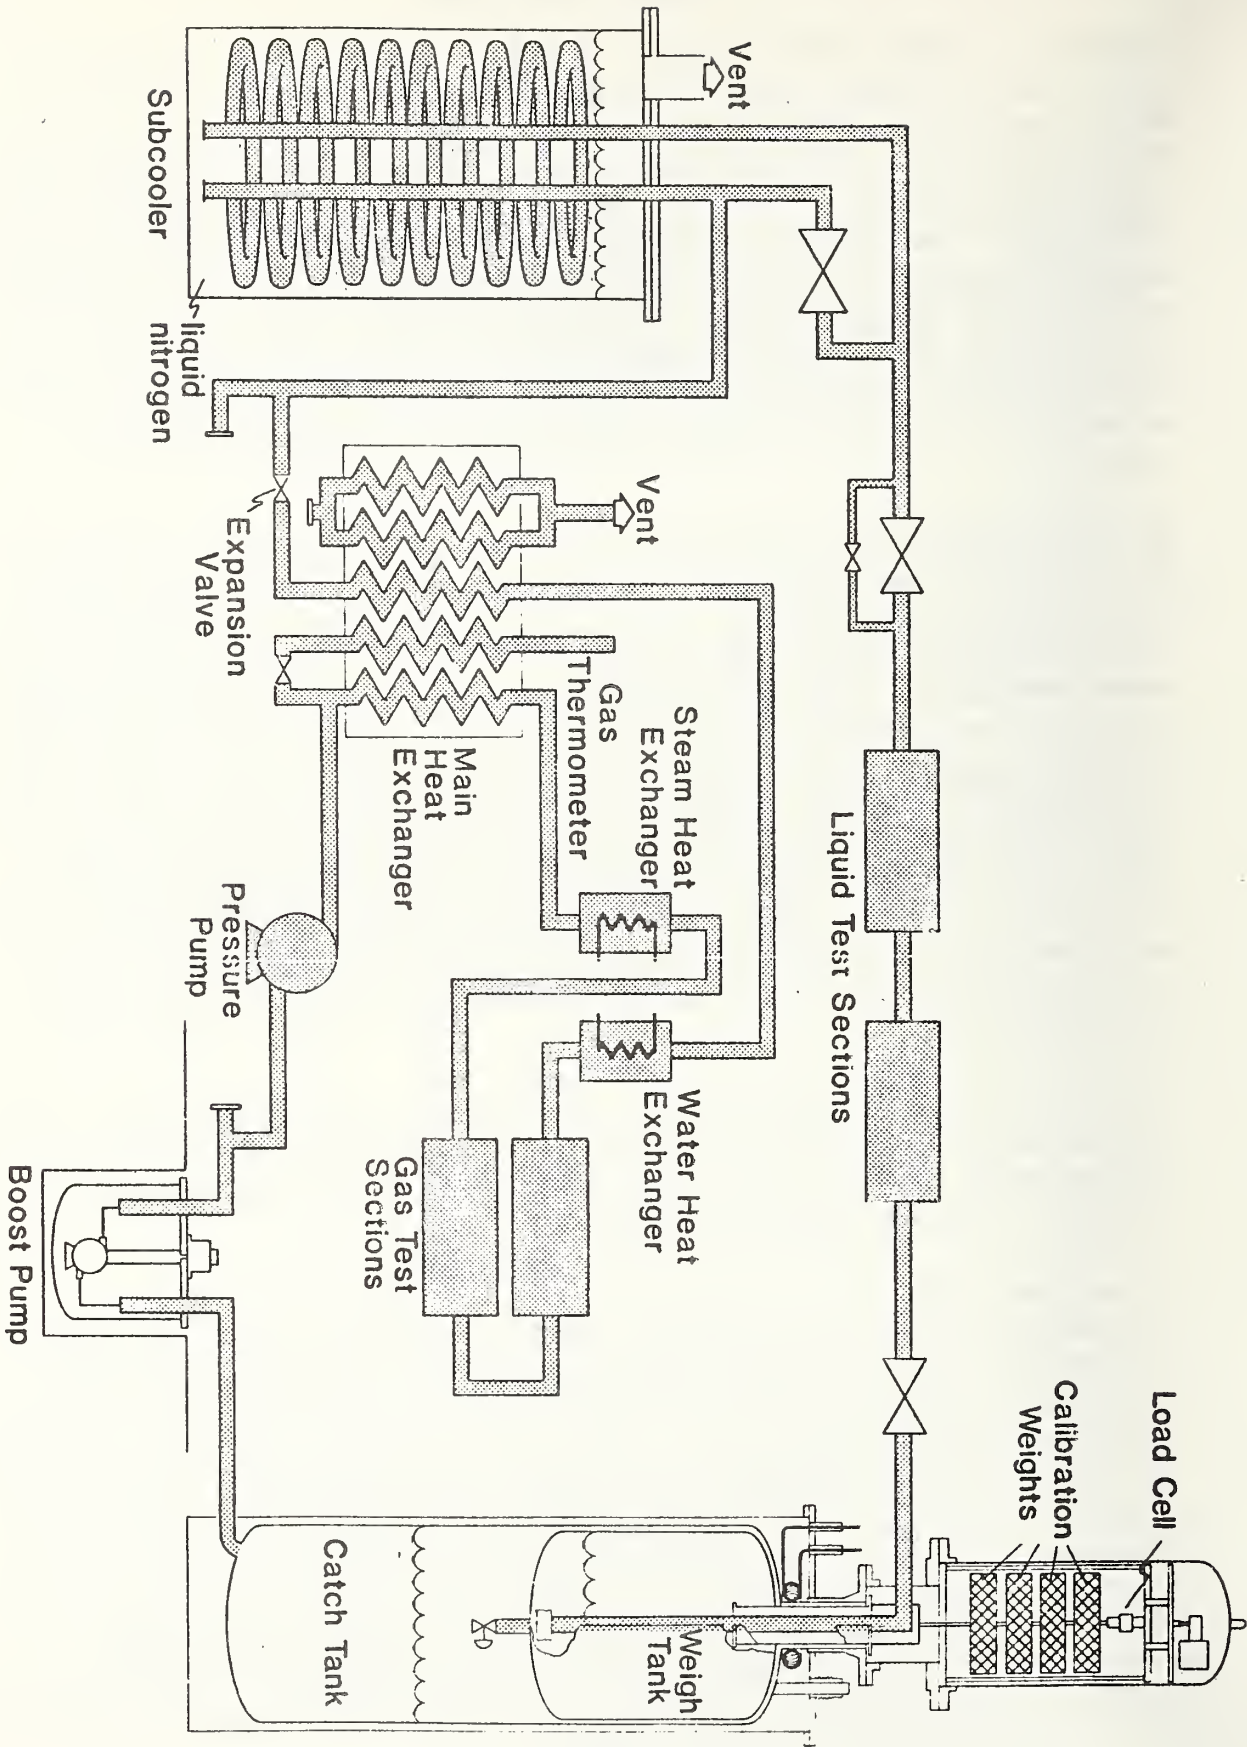 Vent
Subcooler
liquid
nitrogen
Vent
Expansion
Valve
Gas
Thermometer
Steam Heat
Exchanger
Main
Heat
Exchanger
Liquid Test Sections
Pressure
Pump
Water Heat
Exchanger
Gas Test
Sections
Boost Pump
Load Cell
Calibration
Weights
Catch Tank
Weigh
Tank